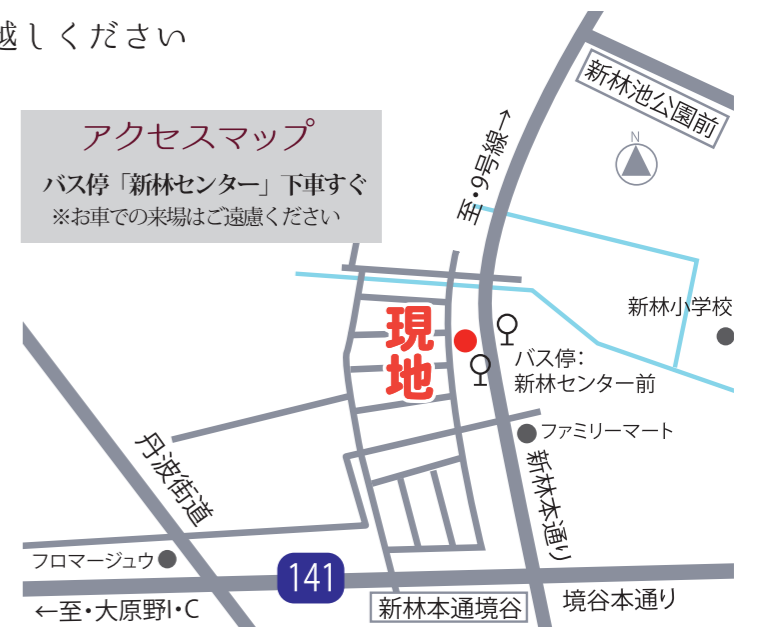 越しください
アクセスマップ
バス停「新林センター」下車すぐ
※お車での来場はご遠慮ください
新林池公園前
N
至・9号線→
新林小学校
現地
バス停：
新林センター前
ファミリーマート
丹波街道
新林本通り
フロマージュウ
141
←至・大原野I・C
新林本通境谷
境谷本通り